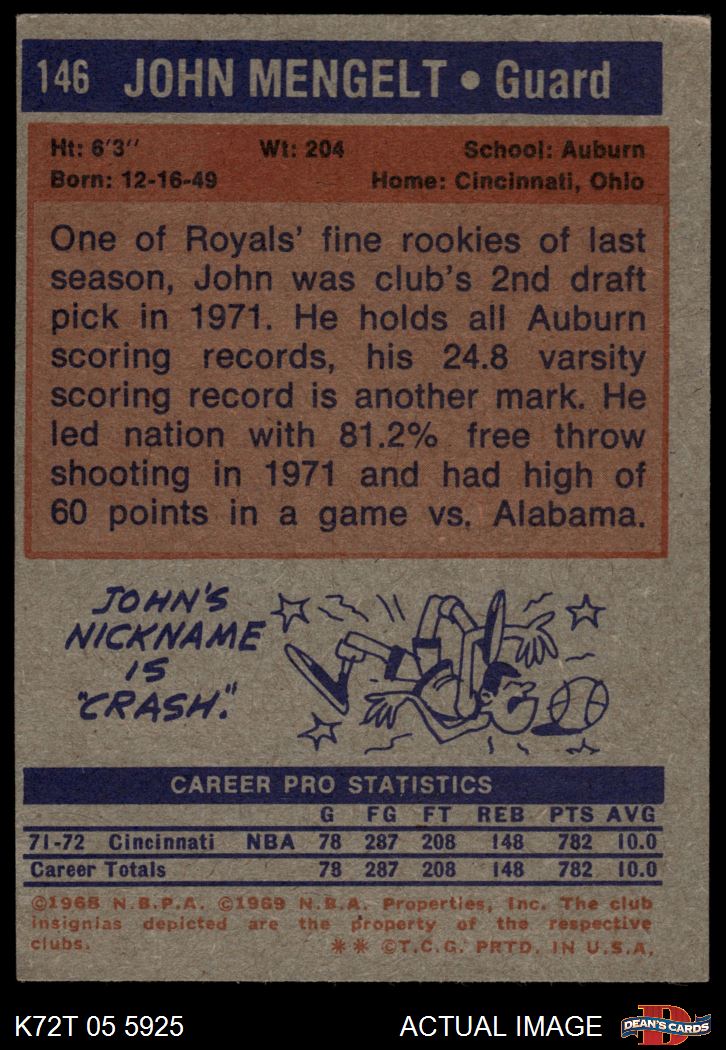 146 JOHN MENGELT • Guard
Ht: 6'3" Wt: 204 School: Auburn
Born: 12-16-49 Home: Cincinnati, Ohio
One of Royals' fine rookies of last
season, John was club's 2nd draft
pick in 1971. He holds all Auburn
scoring records, his 24.8 varsity
scoring record is another mark. He
led nation with 81.2% free throw
shooting in 1971 and had high of
60 points in a game vs. Alabama.
JOHN'S
NICKNAME
IS
"CRASH."
CAREER PRO STATISTICS
G FG FT REB PTS AVG
71-72 Cincinnati NBA 78 287 208 148 782 10.0
Career Totals 78 287 208 148 782 10.0
©1968 N.B.P.A. ©1969 N.B.A. Properties, Inc. The club
insignias depicted are the property of the respective
clubs. ** ©T.C.G. PRTD. IN U.S.A.
K72T 05 5925 ACTUAL IMAGE
D
DEAN'S CARDS